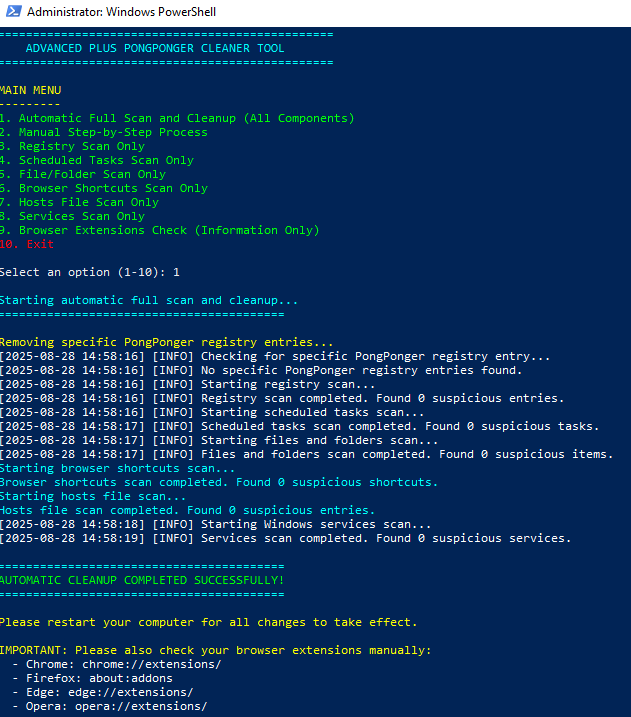 Administrator: Windows PowerShell
==================================================
ADVANCED PLUS PONGPONGER CLEANER TOOL
==================================================
MAIN MENU
---------
1. Automatic Full Scan and Cleanup (All Components)
2. Manual Step-by-Step Process
3. Registry Scan Only
4. Scheduled Tasks Scan Only
5. File/Folder Scan Only
6. Browser Shortcuts Scan Only
7. Hosts File Scan Only
8. Services Scan Only
9. Browser Extensions Check (Information Only)
10. Exit
Select an option (1-10): 1
Starting automatic full scan and cleanup...
===========================================
Removing specific PongPonger registry entries...
[2025-08-28 14:58:16] [INFO] Checking for specific PongPonger registry entry...
[2025-08-28 14:58:16] [INFO] No specific PongPonger registry entries found.
[2025-08-28 14:58:16] [INFO] Starting registry scan...
[2025-08-28 14:58:16] [INFO] Registry scan completed. Found 0 suspicious entries.
[2025-08-28 14:58:16] [INFO] Starting scheduled tasks scan...
[2025-08-28 14:58:17] [INFO] Scheduled tasks scan completed. Found 0 suspicious tasks.
[2025-08-28 14:58:17] [INFO] Starting files and folders scan...
[2025-08-28 14:58:17] [INFO] Files and folders scan completed. Found 0 suspicious items.
Starting browser shortcuts scan...
Browser shortcuts scan completed. Found 0 suspicious shortcuts.
Starting hosts file scan...
Hosts file scan completed. Found 0 suspicious entries.
[2025-08-28 14:58:18] [INFO] Starting Windows services scan...
[2025-08-28 14:58:19] [INFO] Services scan completed. Found 0 suspicious services.
===========================================
AUTOMATIC CLEANUP COMPLETED SUCCESSFULLY!
===========================================
Please restart your computer for all changes to take effect.
IMPORTANT: Please also check your browser extensions manually:
- Chrome: chrome://extensions/
- Firefox: about:addons
- Edge: edge://extensions/
- Opera: opera://extensions/